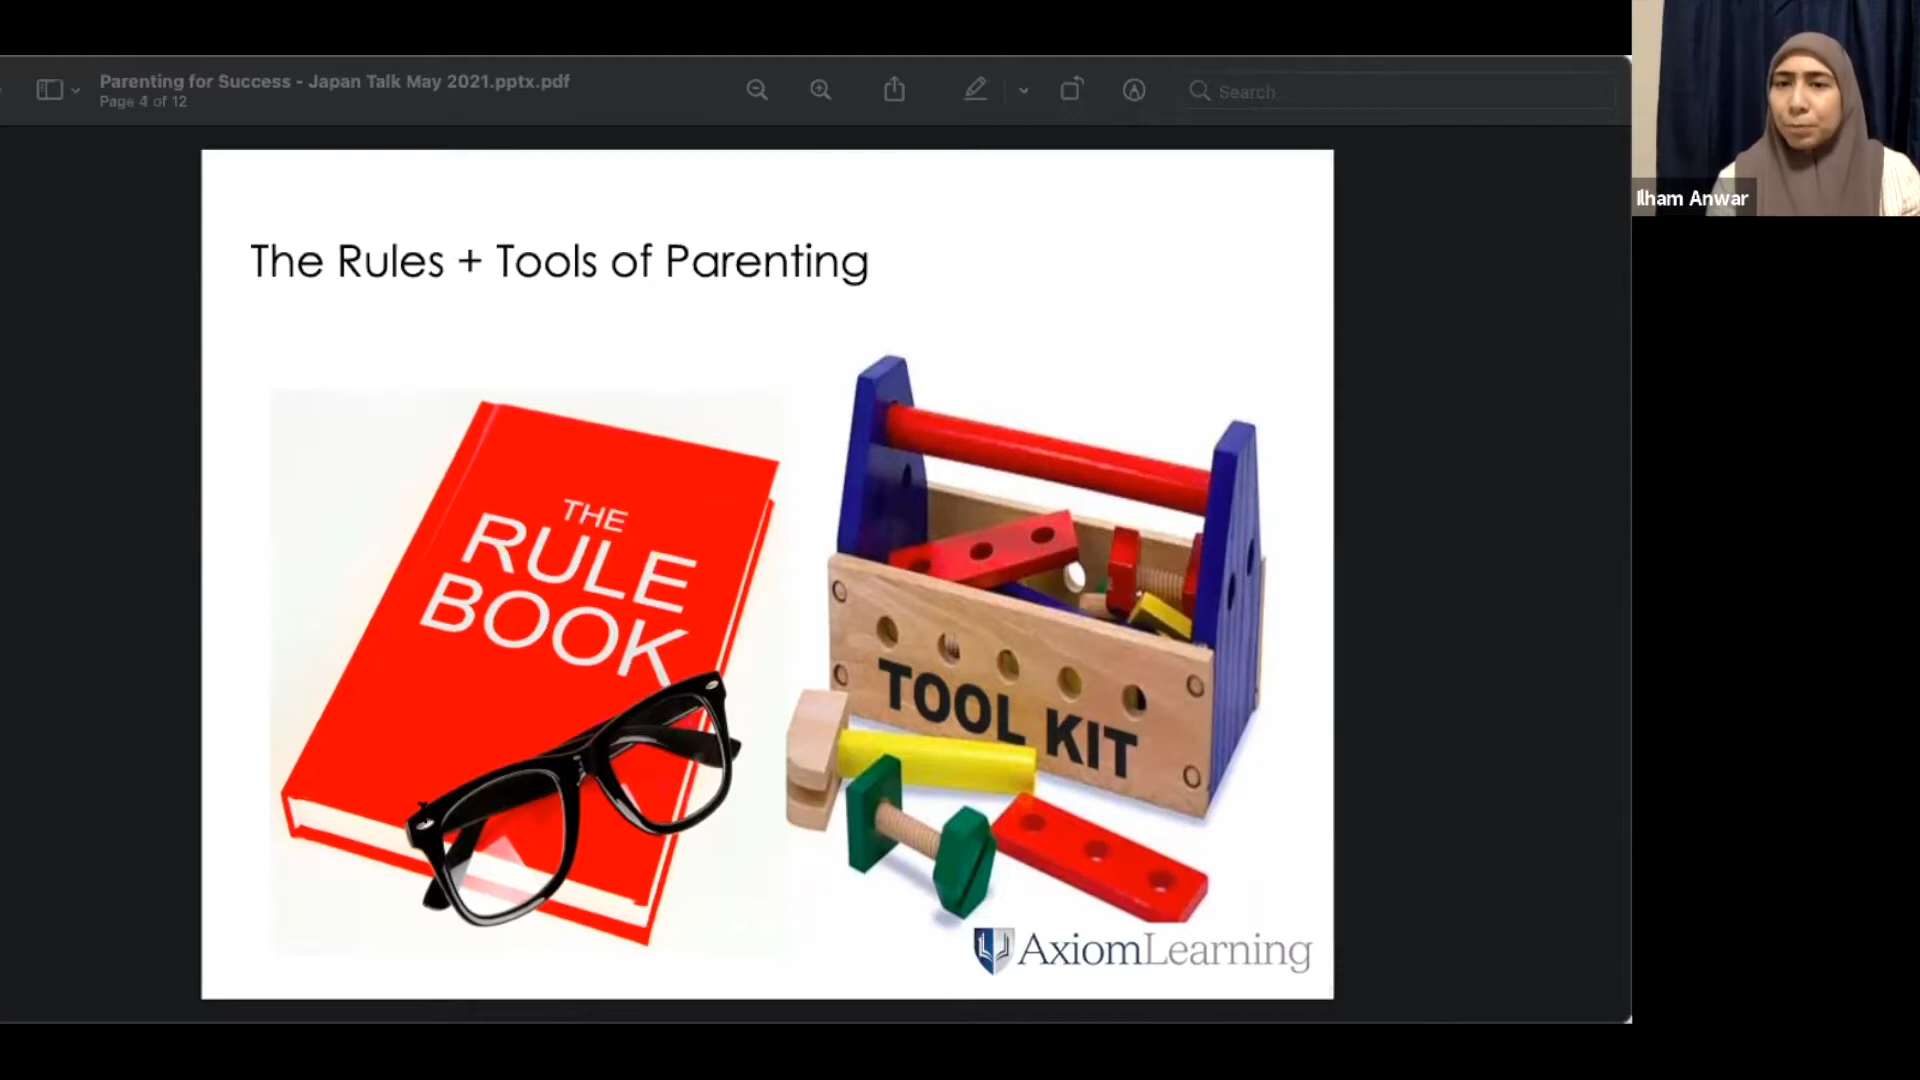 Parenting for Success - Japan Talk May 2021.pptx.pdf
Page 4 of 12
Search
Ilham Anwar
The Rules + Tools of Parenting
THE
RULE
BOOK
TOOL KIT
AxiomLearning